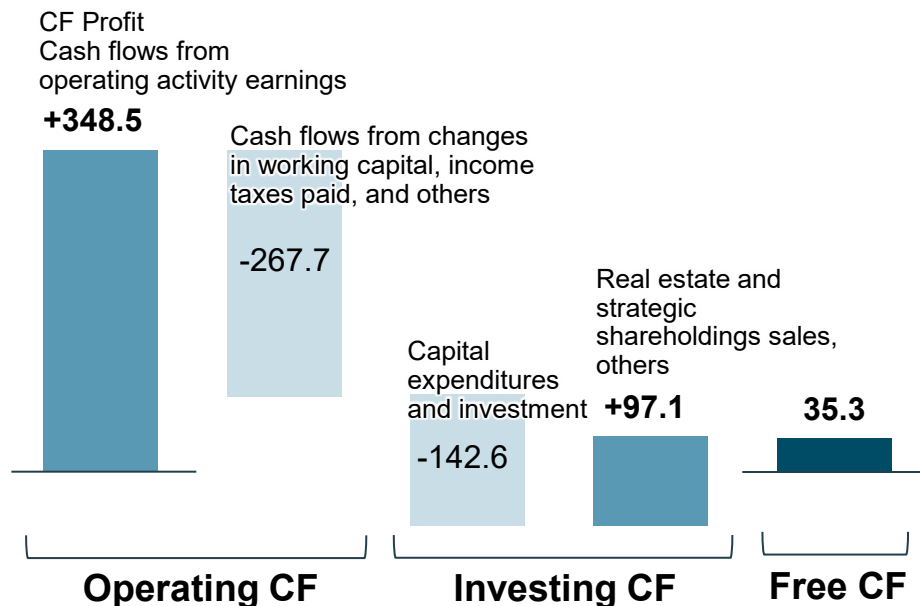 CF Profit
Cash flows from
operating activity earnings
+348.5
Cash flows from changes
in working capital, income
taxes paid, and others
-267.7
Capital
expenditures
and investment
-142.6
Real estate and
strategic
shareholdings sales,
others
+97.1
35.3
Operating CF
Investing CF
Free CF